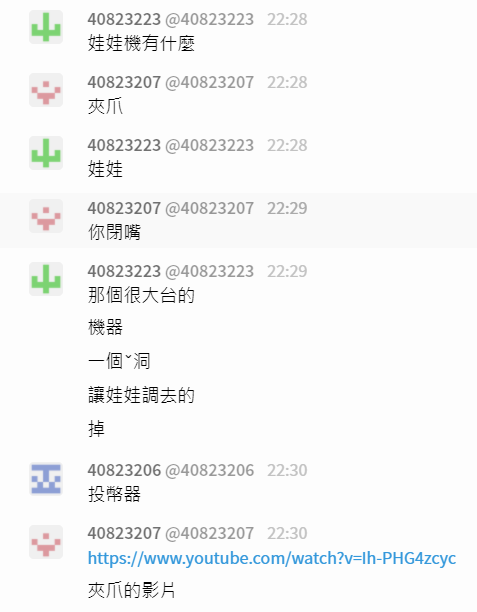 40823223 @40823223 22:28
娃娃機有什麼
40823207 @40823207 22:28
夾爪
40823223 @40823223 22:28
娃娃
40823207 @40823207 22:29
你閉嘴
40823223 @40823223 22:29
那個很大台的
機器
一個ˇ洞
讓娃娃調去的
掉
40823206 @40823206 22:30
投幣器
40823207 @40823207 22:30
https://www.youtube.com/watch?v=lh-PHG4zcyc
夾爪的影片